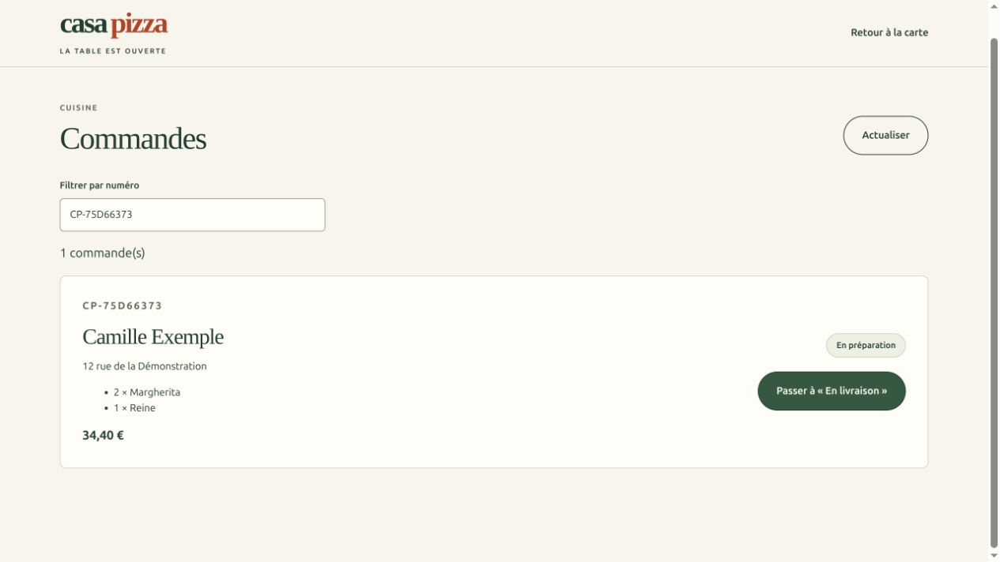 casa pizza
LA TABLE EST OUVERTE
Retour à la carte
CUISINE
Commandes
Actualiser
Filtrer par numéro
CP-75D66373
1 commande(s)
CP-75D66373
Camille Exemple
12 rue de la Démonstration
• 2 × Margherita
• 1 × Reine
34,40 €
En préparation
Passer à « En livraison »